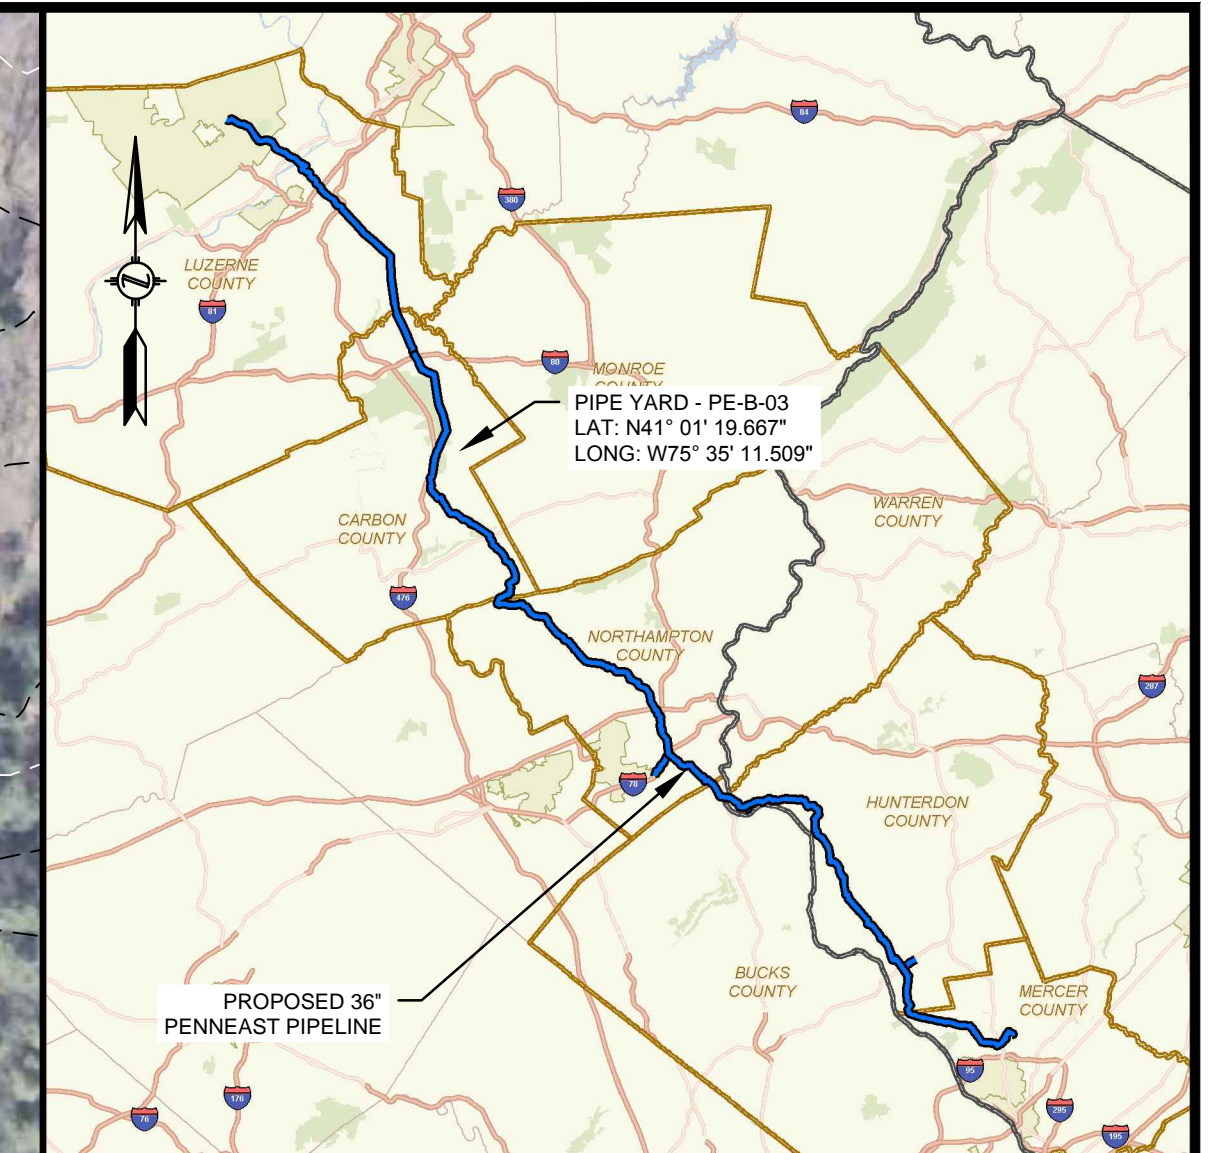 84
380
LUZERNE
COUNTY
81
80
MONROE
COUNTY
PIPE YARD - PE-B-03
LAT: N41° 01' 19.667"
LONG: W75° 35' 11.509"
WARREN
COUNTY
CARBON
COUNTY
476
NORTHAMPTON
COUNTY
287
78
HUNTERDON
COUNTY
BUCKS
COUNTY
PROPOSED 36"
PENNEAST PIPELINE
MERCER
COUNTY
95
176
76
295
195
N